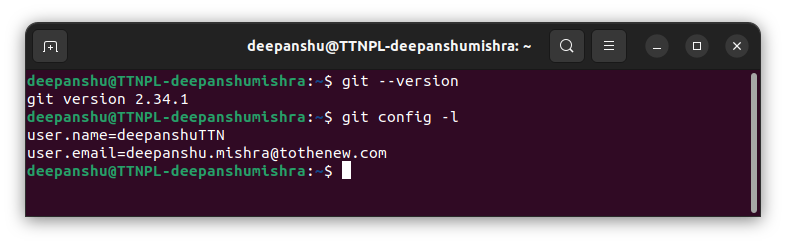 deepanshu@TTNPL-deepanshumishra: ~
deepanshu@TTNPL-deepanshumishra:~$ git --version
git version 2.34.1
deepanshu@TTNPL-deepanshumishra:~$ git config -l
user.name=deepanshuTTN
user.email=deepanshu.mishra@tothenew.com
deepanshu@TTNPL-deepanshumishra:~$